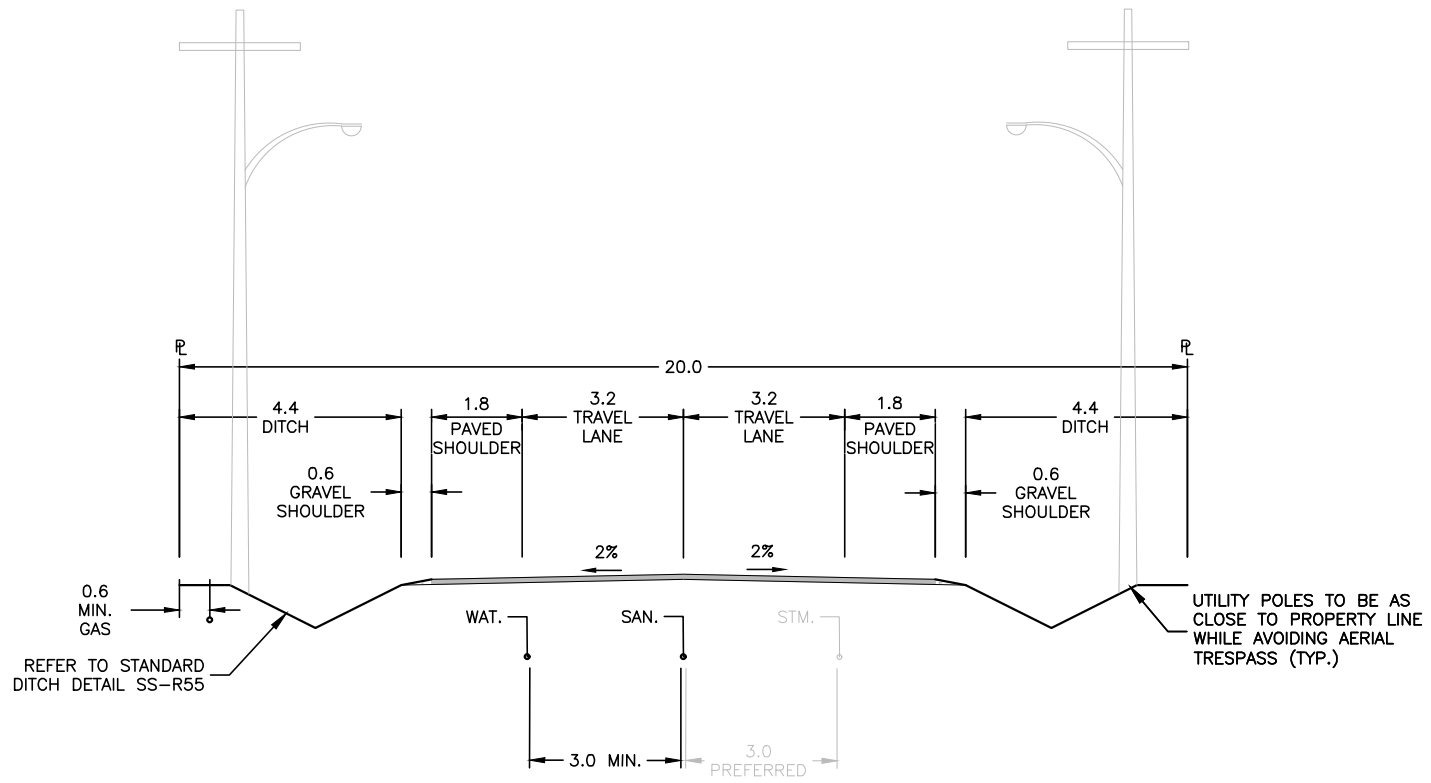 PL
PL
20.0
4.4
DITCH
1.8
PAVED
SHOULDER
3.2
TRAVEL
LANE
3.2
TRAVEL
LANE
1.8
PAVED
SHOULDER
4.4
DITCH
0.6
GRAVEL
SHOULDER
0.6
GRAVEL
SHOULDER
2%
2%
0.6
MIN.
GAS
REFER TO STANDARD
DITCH DETAIL SS-R55
WAT.
SAN.
STM.
UTILITY POLES TO BE AS
CLOSE TO PROPERTY LINE
WHILE AVOIDING AERIAL
TRESPASS (TYP.)
3.0 MIN.
3.0
PREFERRED